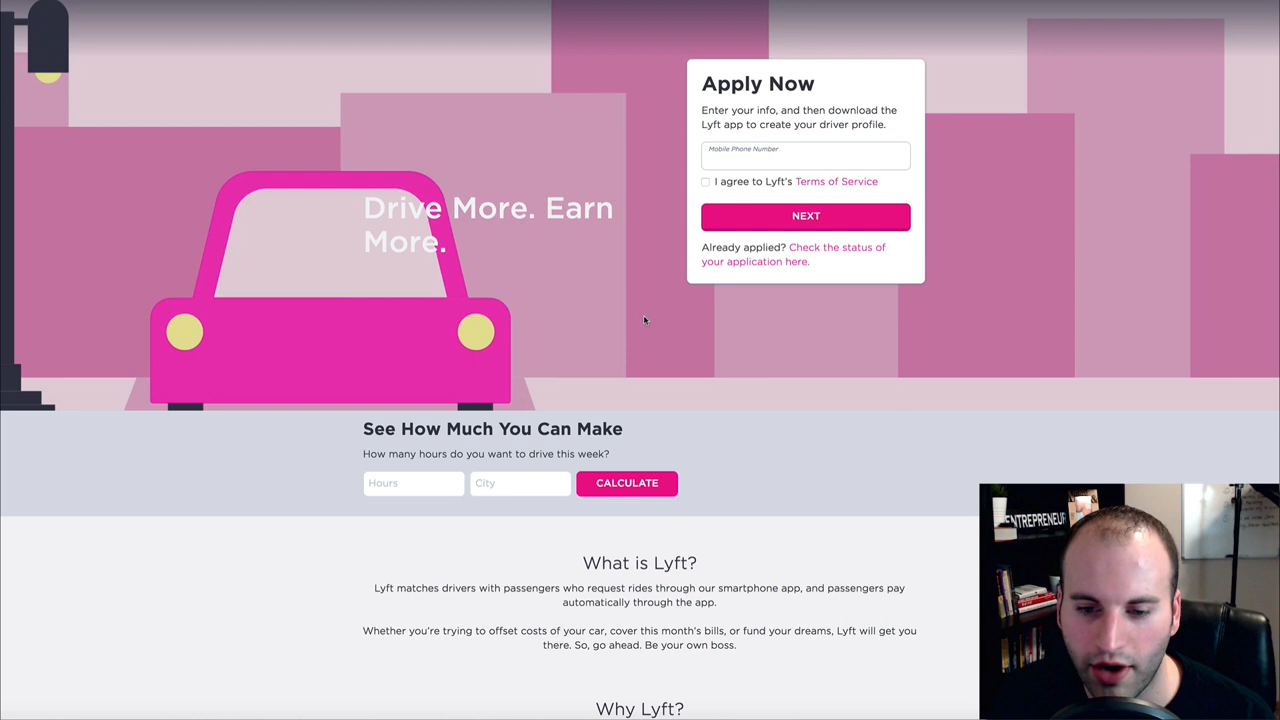 Drive More. Earn
More.
Apply Now
Enter your info, and then download the
Lyft app to create your driver profile.
Mobile Phone Number
I agree to Lyft's Terms of Service
NEXT
Already applied? Check the status of
your application here.
See How Much You Can Make
How many hours do you want to drive this week?
Hours
City
CALCULATE
What is Lyft?
Lyft matches drivers with passengers who request rides through our smartphone app, and passengers pay
automatically through the app.
Whether you're trying to offset costs of your car, cover this month's bills, or fund your dreams, Lyft will get you
there. So, go ahead. Be your own boss.
Why Lyft?
ENTREPRENEUR